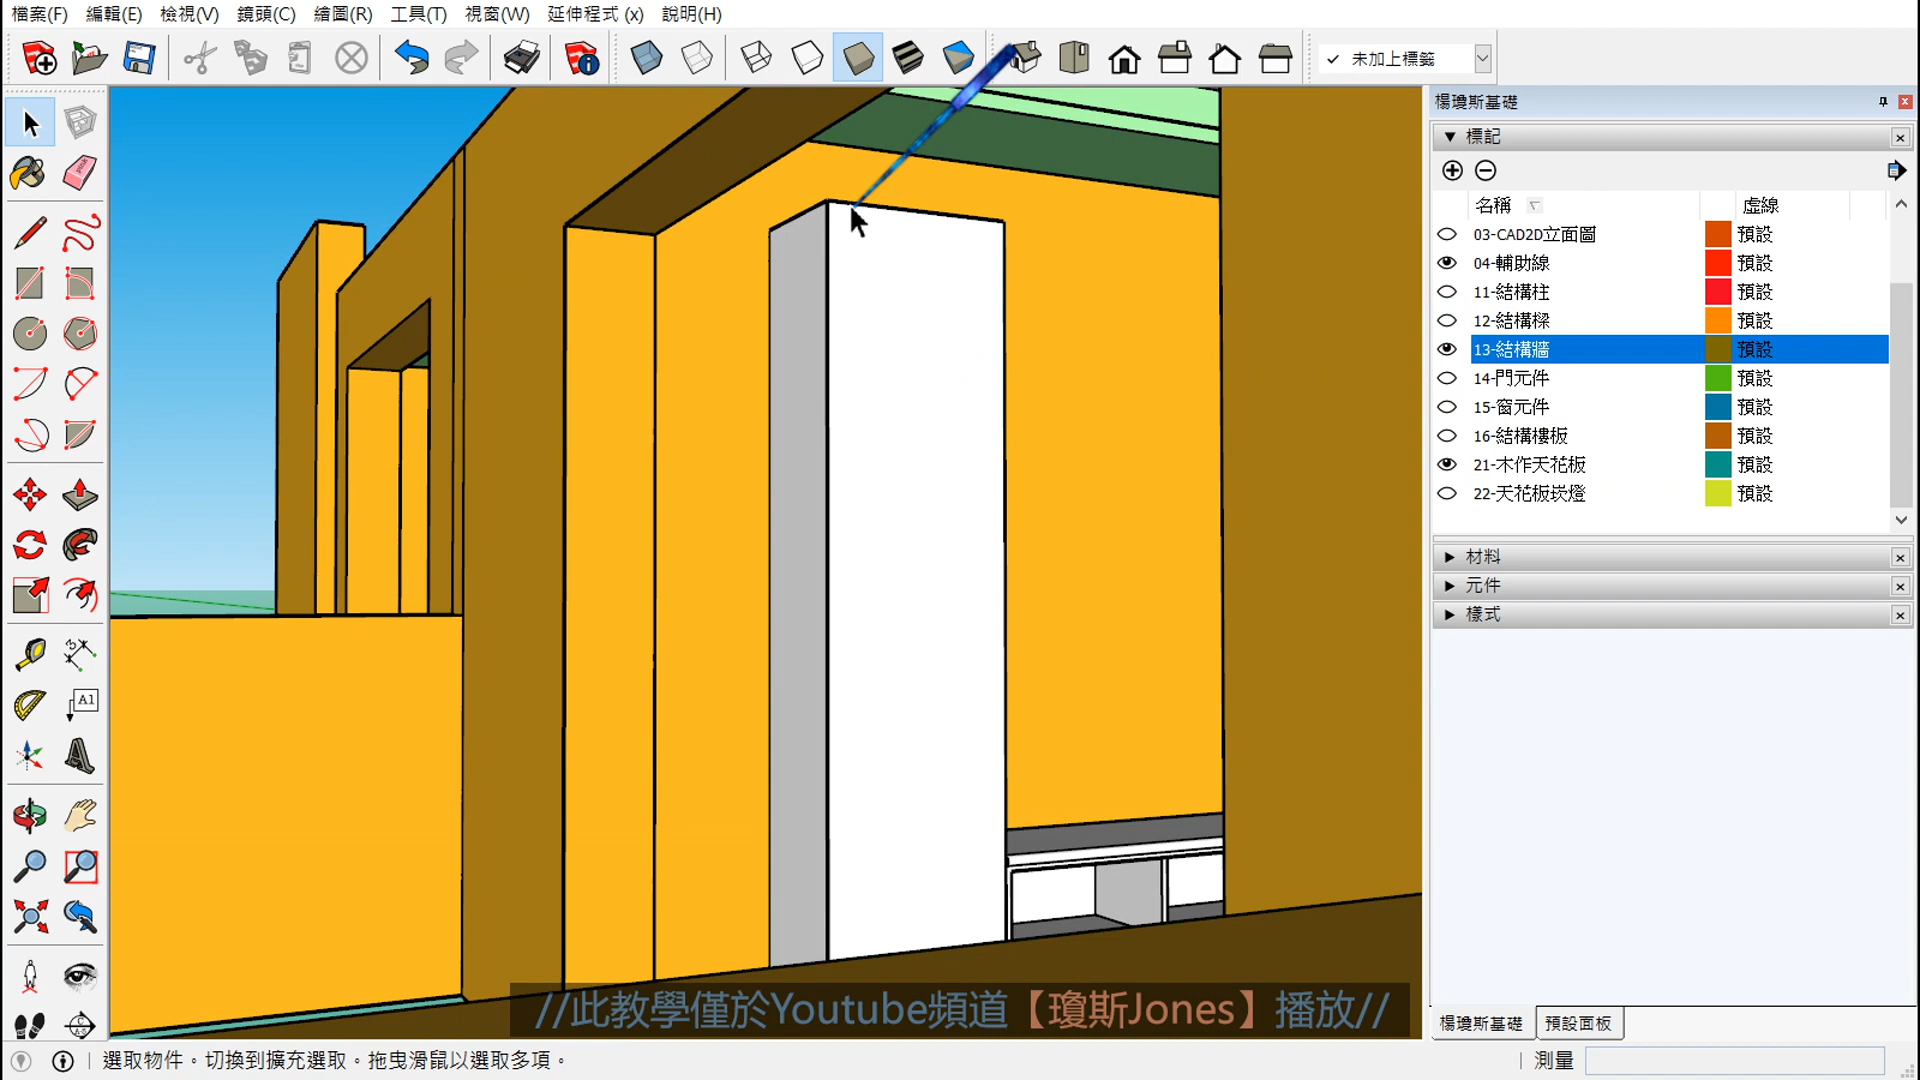 檔案(F) 編輯(E) 檢視(V) 鏡頭(C) 繪圖(R) 工具(T) 視窗(W) 延伸程式 (x) 說明(H)
未加上標籤
楊瓊斯基礎
標記
名稱 虛線
03-CAD2D立面圖 預設
04-輔助線 預設
11-結構柱 預設
12-結構樑 預設
13-結構牆 預設
14-門元件 預設
15-窗元件 預設
16-結構樓板 預設
21-木作天花板 預設
22-天花板崁燈 預設
材料
元件
樣式
A1
//此教學僅於Youtube頻道【瓊斯Jones】播放//
楊瓊斯基礎 預設面板
選取物件。切換到擴充選取。拖曳滑鼠以選取多項。
測量